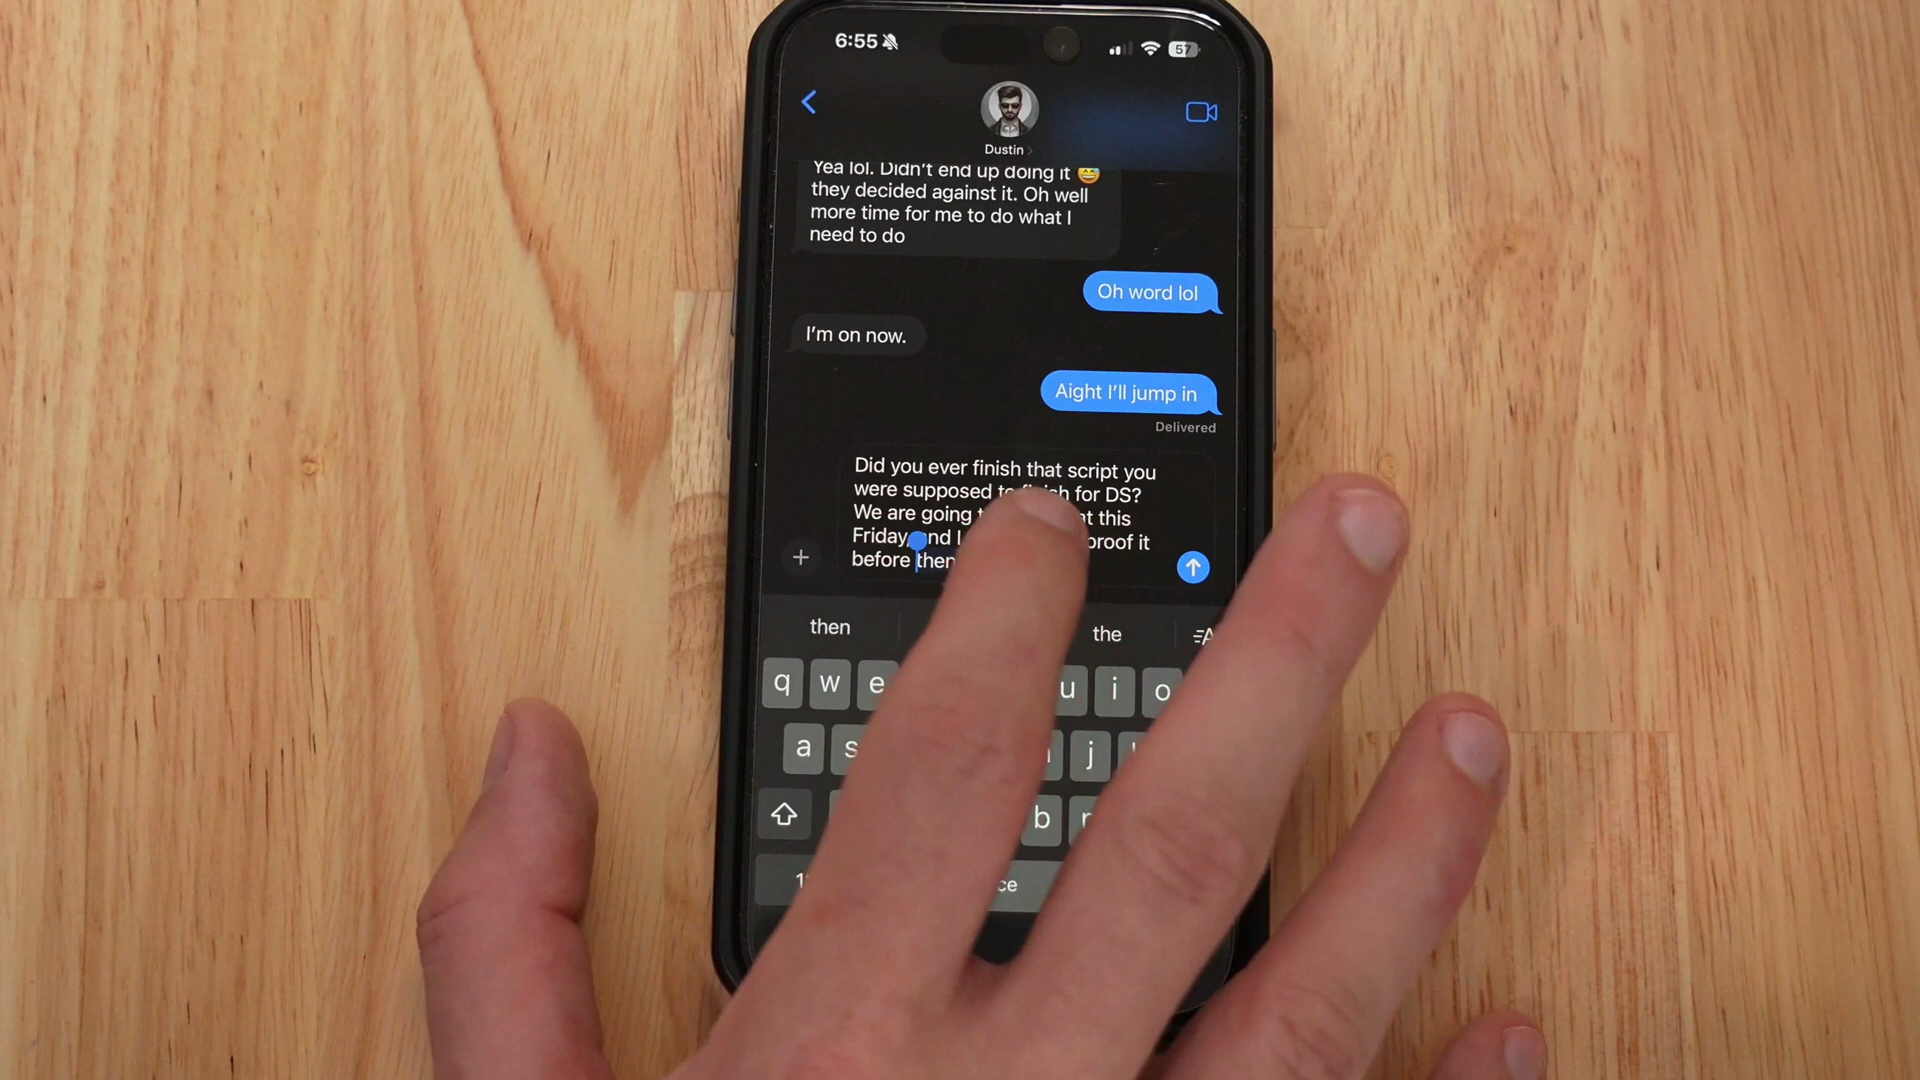 6:55
57
Dustin
Yea lol. Didn't end up doing it 😅
they decided against it. Oh well
more time for me to do what I
need to do
Oh word lol
I'm on now.
Aight I'll jump in
Delivered
Did you ever finish that script you
were supposed to finish for DS?
We are going this
Friday, and I proof it
before then
then the
q w e u i o
a s j
b